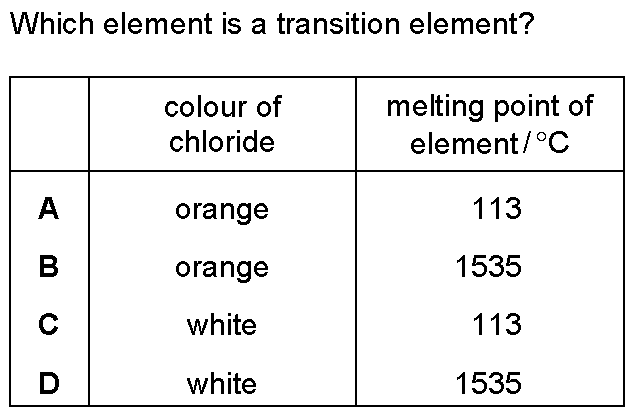 Which element is a transition element?
colour of chloride melting point of element / °C
A orange 113
B orange 1535
C white 113
D white 1535